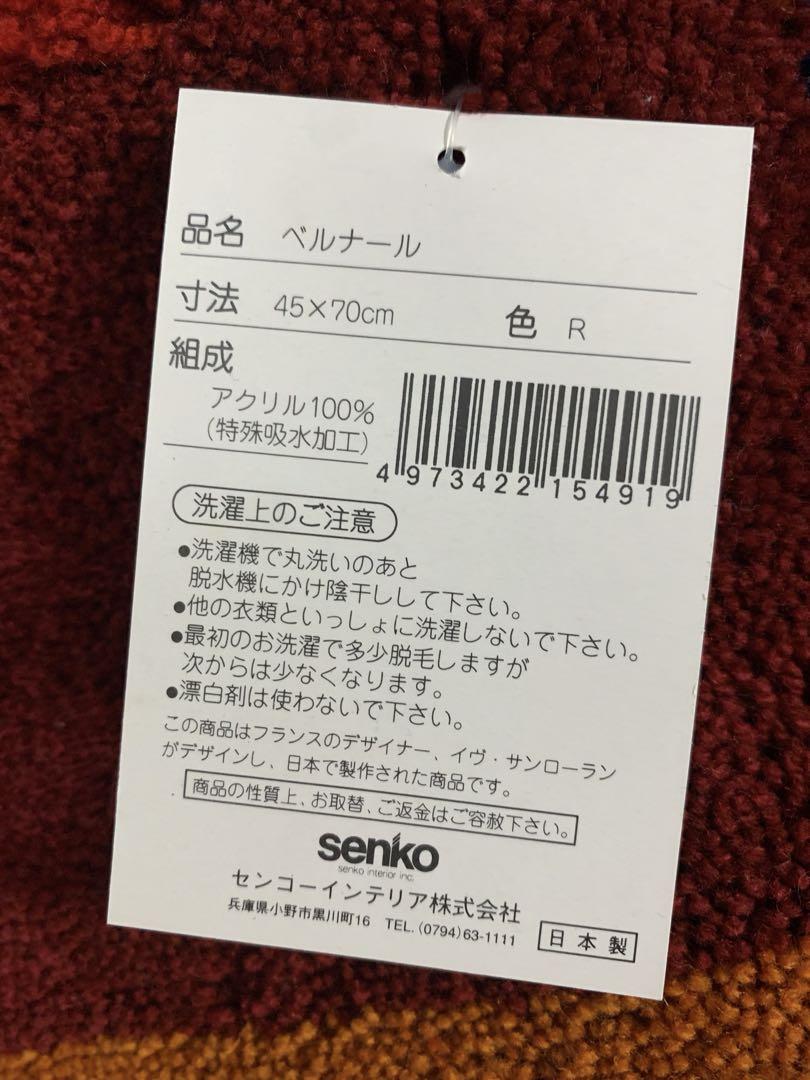 品名 ベルナール
寸法 45×70cm 色 R
組成
アクリル100%
(特殊吸水加工)
4 973422 154919
洗濯上のご注意
●洗濯機で丸洗いのあと
脱水機にかけ陰干しして下さい。
●他の衣類といっしょに洗濯しないで下さい。
●最初のお洗濯で多少脱毛しますが
次からは少なくなります。
●漂白剤は使わないで下さい。
この商品はフランスのデザイナー、イヴ・サンローラン
がデザインし、日本で製作された商品です。
商品の性質上、お取替、ご返金はご容赦下さい。
senko
senko interior inc.
センコーインテリア株式会社
兵庫県小野市黒川町16 TEL.(0794)63-1111
日本製